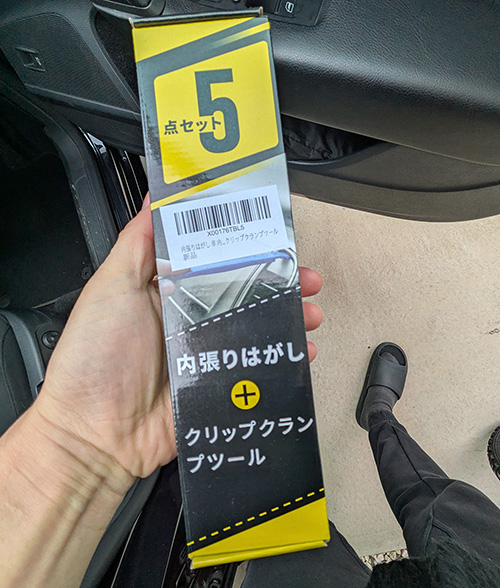 5
点セット
X00176TBL5
内張りはがし 車内...クリップクランプツール
新品
内張りはがし
+
クリップクラン
プツール